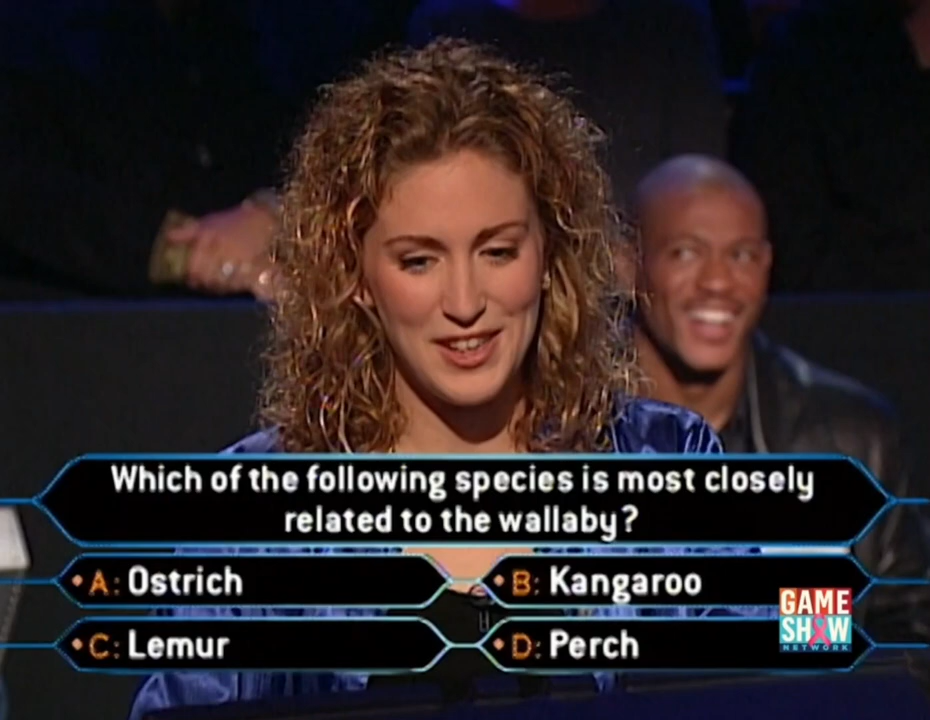 Which of the following species is most closely
related to the wallaby?
A: Ostrich
B: Kangaroo
C: Lemur
D: Perch
GAME
SHOW
NETWORK